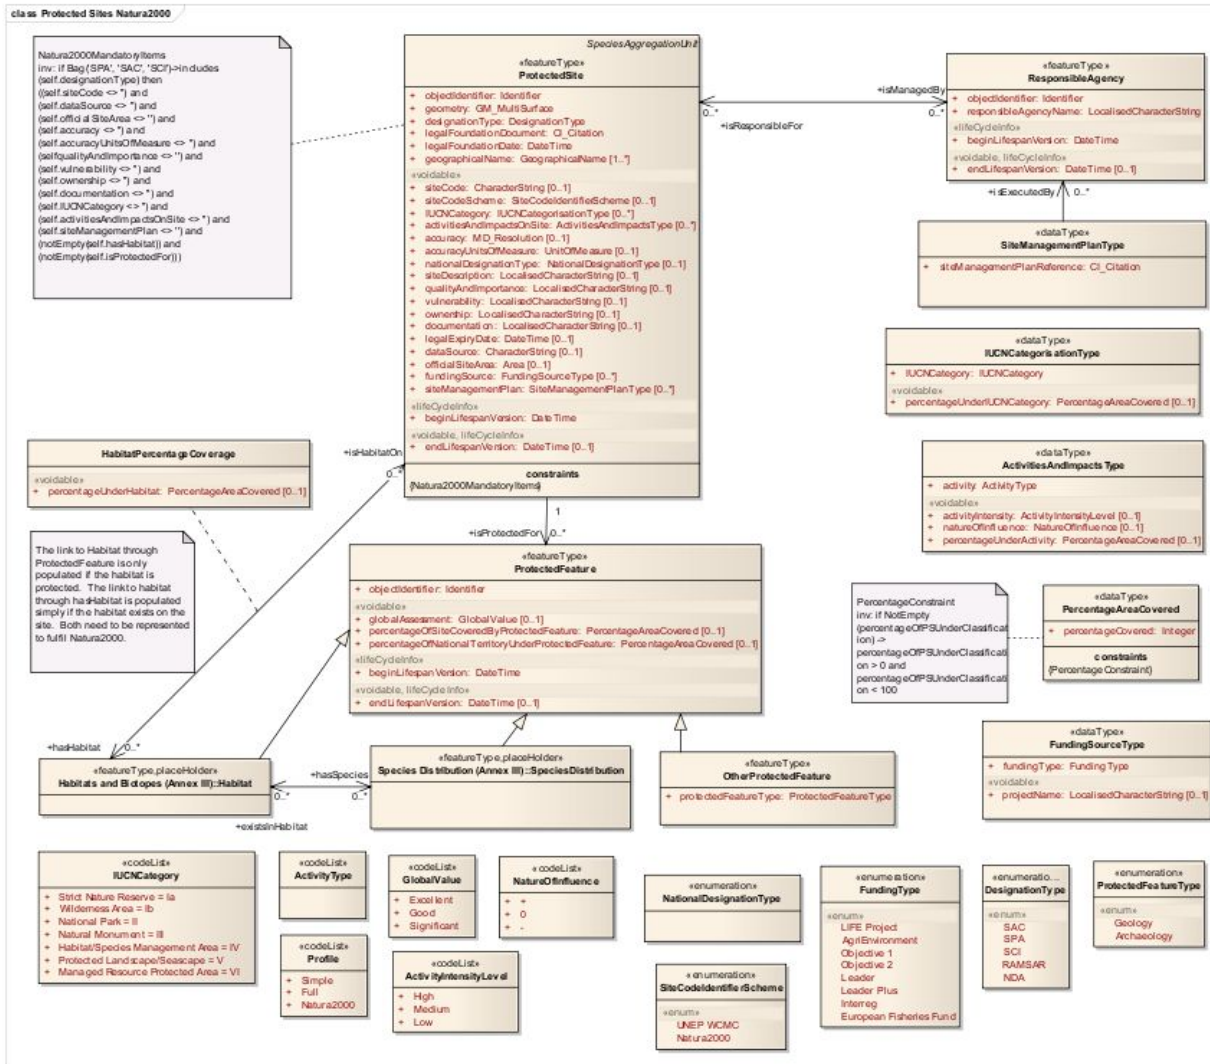 class Protected Sites Natura2000
Natura2000MandatoryItems
inv: if Bag('SPA', 'SAC', 'SCI')->includes
(self.designationType) then
((self.siteCode <> '') and
(self.dataSource <> '') and
(self.officialSiteArea <> '') and
(self.accuracy <> '') and
(self.accuracyUnitsOfMeasure <> '') and
(selfqualityAndImportance <> '') and
(self.vulnerability <> '') and
(self.ownership <> '') and
(self.documentation <> '') and
(self.IUCNCategory <> '') and
(self.activitiesAndImpactsOnSite <> '') and
(self.siteManagementPlan <> '') and
(notEmpty(self.hasHabitat)) and
(notEmpty(self.isProtectedFor)))
SpeciesAggregationUnit
«featureType»
ProtectedSite
+ objectIdentifier: Identifier
+ geometry: GM_MultiSurface
+ designationType: DesignationType
+ legalFoundationDocument: CI_Citation
+ legalFoundationDate: DateTime
+ geographicalName: GeographicalName [1..*]
«voidable»
+ siteCode: CharacterString [0..1]
+ siteCodeScheme: SiteCodeIdentifierScheme [0..1]
+ IUCNCategory: IUCNCategorisationType [0..*]
+ activitiesAndImpactsOnSite: ActivitiesAndImpactsType [0..*]
+ accuracy: MD_Resolution [0..1]
+ accuracyUnitsOfMeasure: UnitOfMeasure [0..1]
+ nationalDesignationType: NationalDesignationType [0..1]
+ siteDescription: LocalisedCharacterString [0..1]
+ qualityAndImportance: LocalisedCharacterString [0..1]
+ vulnerability: LocalisedCharacterString [0..1]
+ ownership: LocalisedCharacterString [0..1]
+ documentation: LocalisedCharacterString [0..1]
+ legalExpiryDate: DateTime [0..1]
+ dataSource: CharacterString [0..1]
+ officialSiteArea: Area [0..1]
+ fundingSource: FundingSourceType [0..*]
+ siteManagementPlan: SiteManagementPlanType [0..*]
«lifeCycleInfo»
+ beginLifespanVersion: DateTime
«voidable, lifeCycleInfo»
+ endLifespanVersion: DateTime [0..1]
constraints
{Natura2000MandatoryItems}
+isManagedBy
0..*
0..*
+isResponsibleFor
«featureType»
ResponsibleAgency
+ objectIdentifier: Identifier
+ responsibleAgencyName: LocalisedCharacterString
«lifeCycleInfo»
+ beginLifespanVersion: DateTime
«voidable, lifeCycleInfo»
+ endLifespanVersion: DateTime [0..1]
+isExecutedBy
0..*
«dataType»
SiteManagementPlanType
+ siteManagementPlanReference: CI_Citation
«dataType»
IUCNCategorisationType
+ IUCNCategory: IUCNCategory
«voidable»
+ percentageUnderIUCNCategory: PercentageAreaCovered [0..1]
HabitatPercentageCoverage
«voidable»
+ percentageUnderHabitat: PercentageAreaCovered [0..1]
+isHabitatOn
0..*
«dataType»
ActivitiesAndImpactsType
+ activity: ActivityType
«voidable»
+ activityIntensity: ActivityIntensityLevel [0..1]
+ natureOfInfluence: NatureOfInfluence [0..1]
+ percentageUnderActivity: PercentageAreaCovered [0..1]
1
+isProtectedFor
0..*
The link to Habitat through
ProtectedFeature is only
populated if the habitat is
protected. The link to habitat
through hasHabitat is populated
simply if the habitat exists on the
site. Both need to be represented
to fulfil Natura2000.
«featureType»
ProtectedFeature
+ objectIdentifier: Identifier
«voidable»
+ globalAssessment: GlobalValue [0..1]
+ percentageOfSiteCoveredByProtectedFeature: PercentageAreaCovered [0..1]
+ percentageOfNationalTerritoryUnderProtectedFeature: PercentageAreaCovered [0..1]
«lifeCycleInfo»
+ beginLifespanVersion: DateTime
«voidable, lifeCycleInfo»
+ endLifespanVersion: DateTime [0..1]
PercentageConstraint
inv: if NotEmpty
(percentageOfPSUnderClassificat
ion) ->
percentageOfPSUnderClassificati
on > 0 and
percentageOfPSUnderClassificati
on < 100
«dataType»
PercentageAreaCovered
+ percentageCovered: Integer
constraints
{PercentageConstraint}
+hasHabitat
0..*
«featureType,placeHolder»
Habitats and Biotopes (Annex III)::Habitat
+hasSpecies
0..*
0..*
+existsInHabitat
«featureType,placeHolder»
Species Distribution (Annex III)::SpeciesDistribution
«featureType»
OtherProtectedFeature
+ protectedFeatureType: ProtectedFeatureType
«dataType»
FundingSourceType
+ fundingType: FundingType
«voidable»
+ projectName: LocalisedCharacterString [0..1]
«codeList»
IUCNCategory
+ Strict Nature Reserve = Ia
+ Wilderness Area = Ib
+ National Park = II
+ Natural Monument = III
+ Habitat/Species Management Area = IV
+ Protected Landscape/Seascape = V
+ Managed Resource Protected Area = VI
«codeList»
ActivityType
«codeList»
Profile
+ Simple
+ Full
+ Natura2000
«codeList»
GlobalValue
+ Excellent
+ Good
+ Significant
«codeList»
ActivityIntensityLevel
+ High
+ Medium
+ Low
«codeList»
NatureOfInfluence
+ +
+ 0
+ -
«enumeration»
NationalDesignationType
«enumeration»
SiteCodeIdentifierScheme
«enum»
UNEP WCMC
Natura2000
«enumeration»
FundingType
«enum»
LIFE Project
AgriEnvironment
Objective 1
Objective 2
Leader
Leader Plus
Interreg
European Fisheries Fund
«enumeratio...
DesignationType
«enum»
SAC
SPA
SCI
RAMSAR
NDA
«enumeration»
ProtectedFeatureType
«enum»
Geology
Archaeology